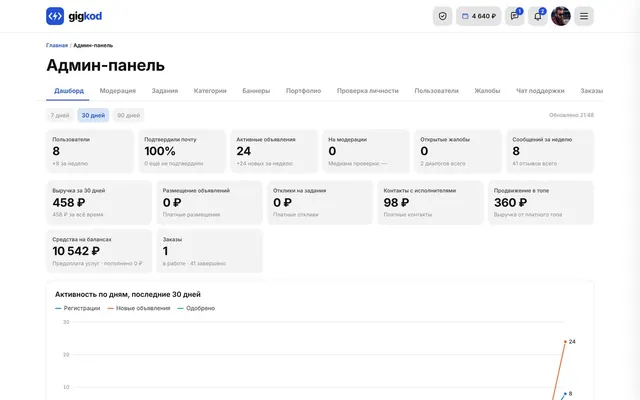 gigkod
4 640 ₽
1
2
Главная / Админ-панель
Админ-панель
Дашборд Модерация Задания Категории Баннеры Портфолио Проверка личности Пользователи Жалобы Чат поддержки Заказы
7 дней 30 дней 90 дней
Обновлено 21:48
Пользователи
8
+8 за неделю
Подтвердили почту
100%
0 ещё не подтвердили
Активные объявления
24
+24 новых за неделю
На модерации
0
Медиана проверки: —
Открытые жалобы
0
2 диалогов всего
Сообщений за неделю
8
41 отзывов всего
Выручка за 30 дней
458 ₽
458 ₽ за всё время
Размещение объявлений
0 ₽
Платные размещения
Отклики на задания
0 ₽
Платные отклики
Контакты с исполнителями
98 ₽
Платные контакты
Продвижение в топе
360 ₽
Выручка от платного топа
Средства на балансах
10 542 ₽
Предоплата услуг · пополнено 0 ₽
Заказы
1
в работе · 41 завершено
Активность по дням, последние 30 дней
Регистрации Новые объявления Одобрено
30
24
20
10
8